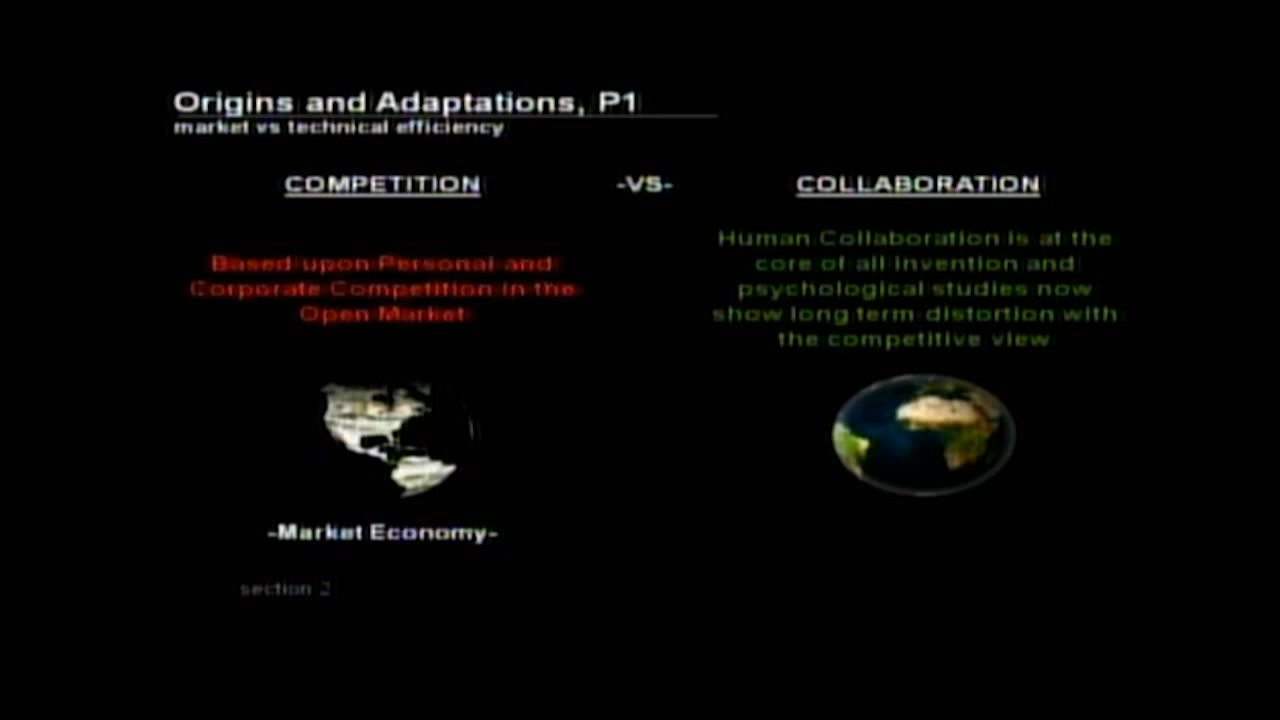 Origins and Adaptations, P1
market vs technical efficiency
COMPETITION -VS- COLLABORATION
Based upon Personal and
Corporate Competition in the
Open Market
Human Collaboration is at the
core of all invention and
psychological studies now
show long term distortion with
the competitive view
-Market Economy-
section 2